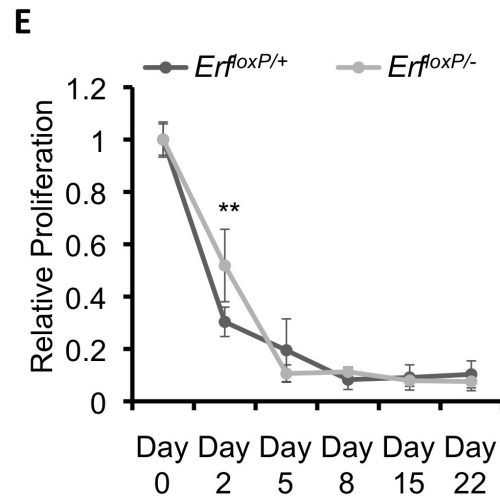 E
Erf^loxP/+ Erf^loxP/-
Relative Proliferation
1.2
1
0.8
0.6
0.4
0.2
0
**
Day Day Day Day Day Day
0 2 5 8 15 22